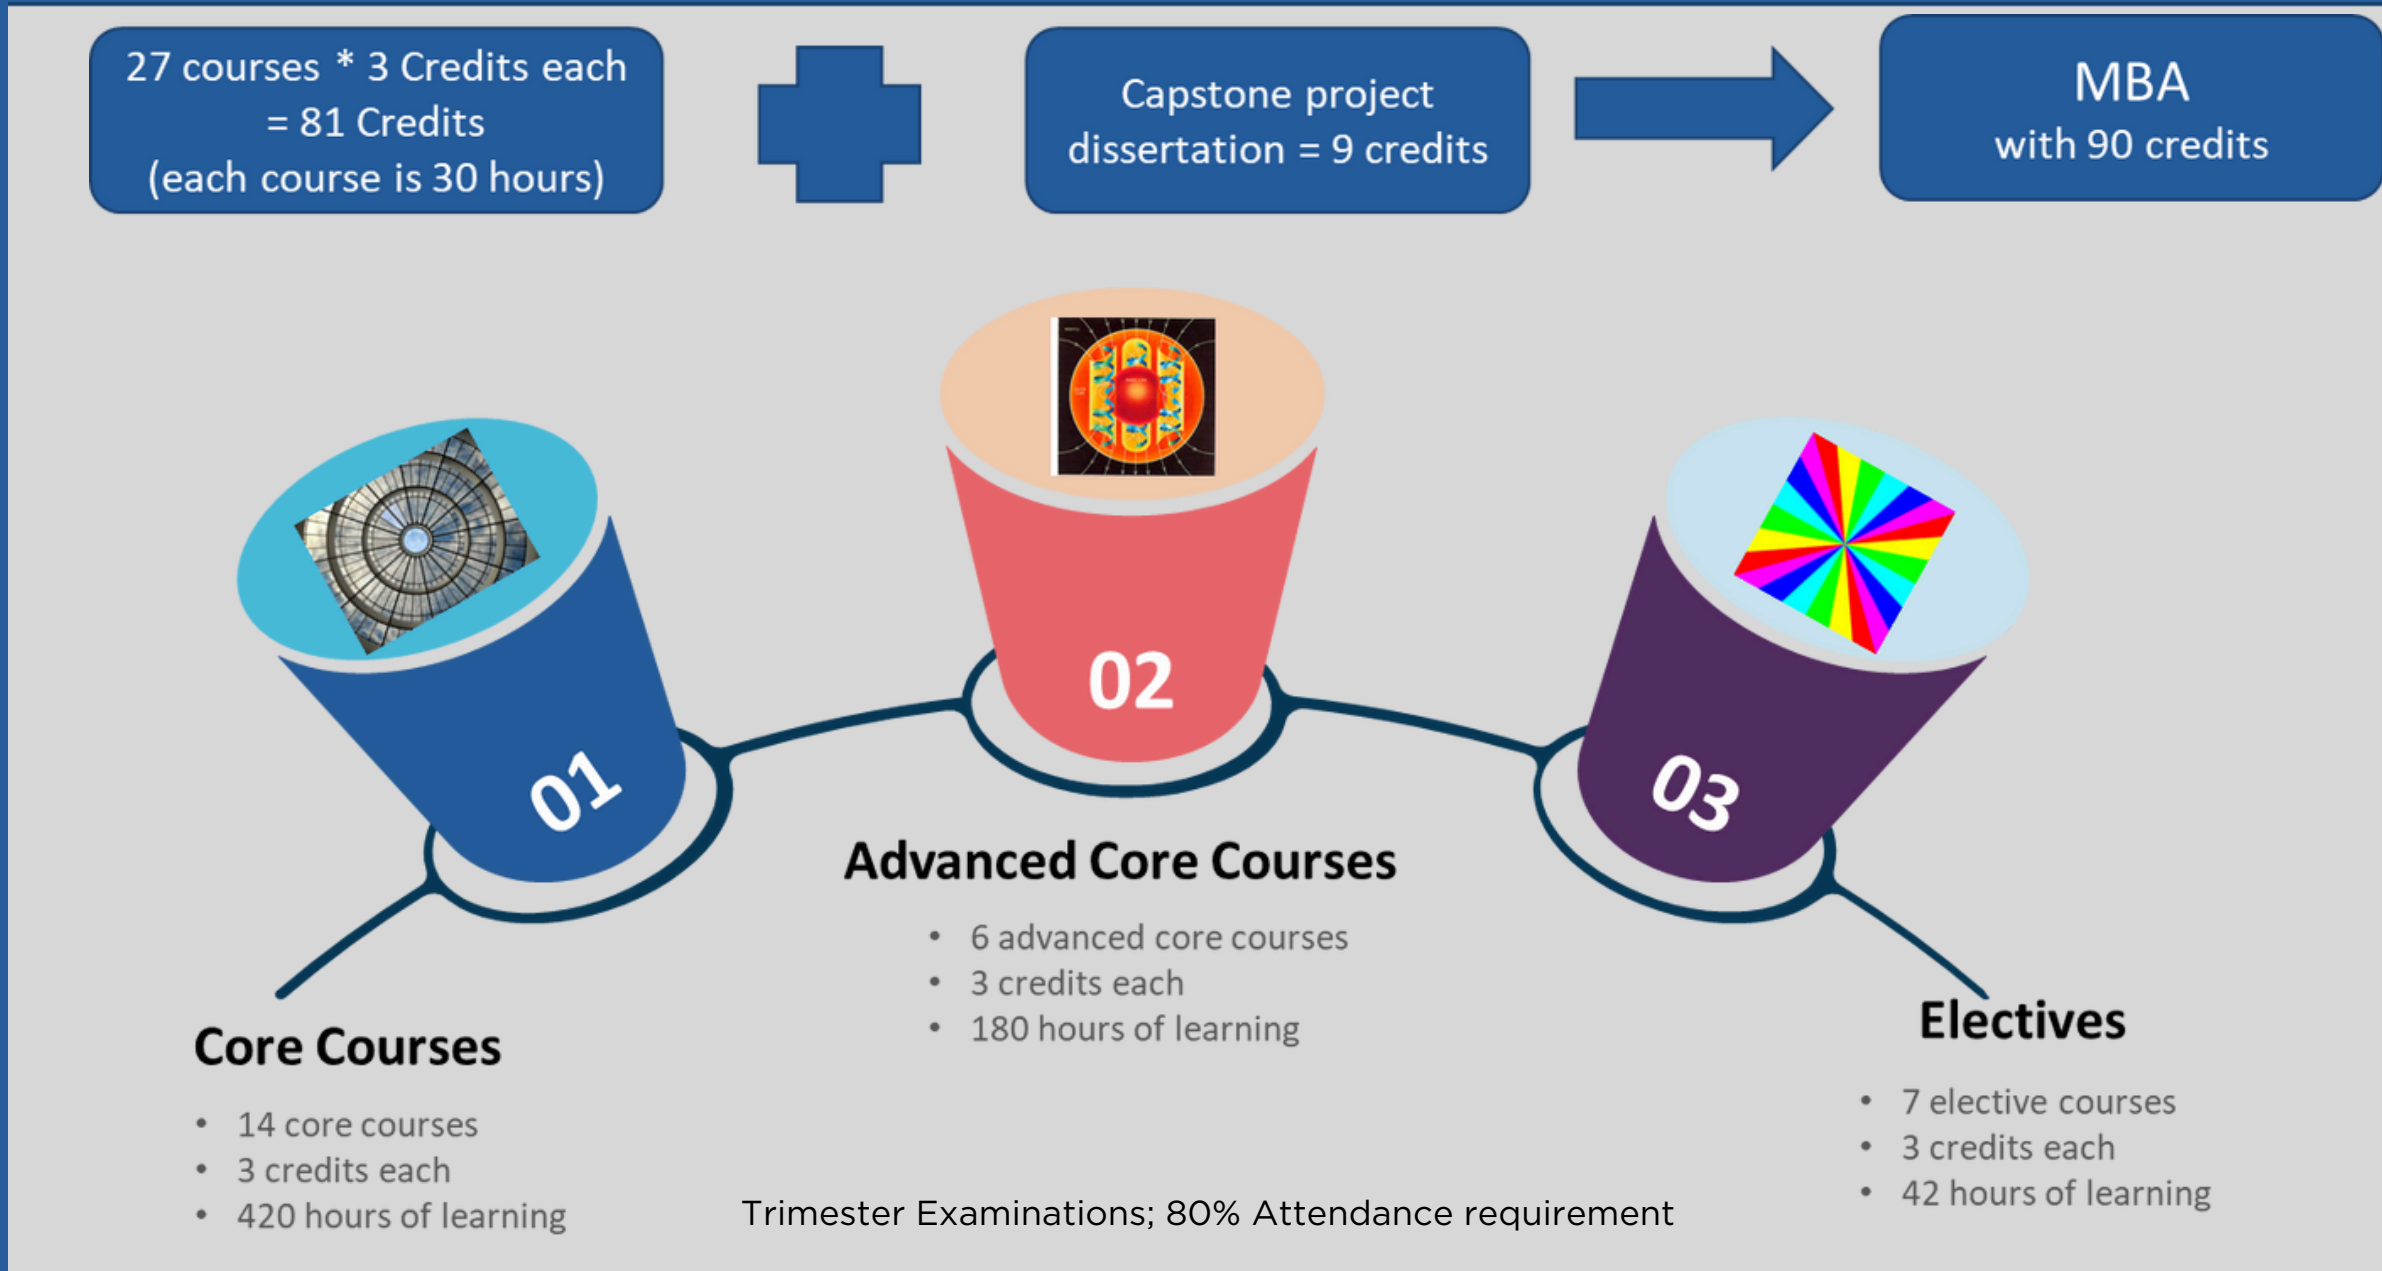 27 courses * 3 Credits each
= 81 Credits
(each course is 30 hours)
Capstone project
dissertation = 9 credits
MBA
with 90 credits
01
02
03
Advanced Core Courses
• 6 advanced core courses
• 3 credits each
• 180 hours of learning
Core Courses
• 14 core courses
• 3 credits each
• 420 hours of learning
Electives
• 7 elective courses
• 3 credits each
• 42 hours of learning
Trimester Examinations; 80% Attendance requirement